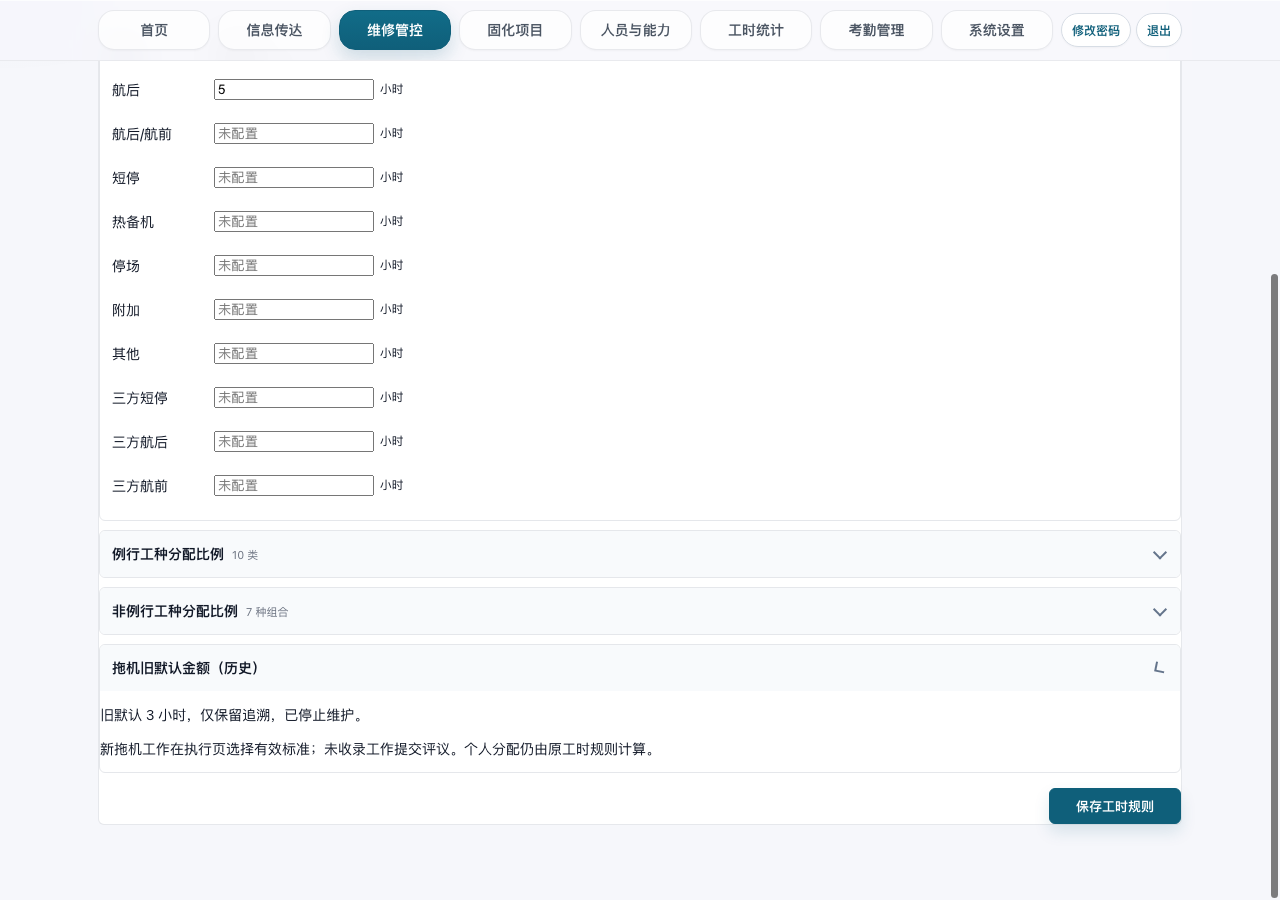 首页 信息传达 维修管控 固化项目 人员与能力 工时统计 考勤管理 系统设置 修改密码 退出
航后 5 小时
航后/航前 未配置 小时
短停 未配置 小时
热备机 未配置 小时
停场 未配置 小时
附加 未配置 小时
其他 未配置 小时
三方短停 未配置 小时
三方航后 未配置 小时
三方航前 未配置 小时
例行工种分配比例 10 类
非例行工种分配比例 7 种组合
拖机旧默认金额（历史）
旧默认 3 小时，仅保留追溯，已停止维护。
新拖机工作在执行页选择有效标准；未收录工作提交评议。个人分配仍由原工时规则计算。
保存工时规则